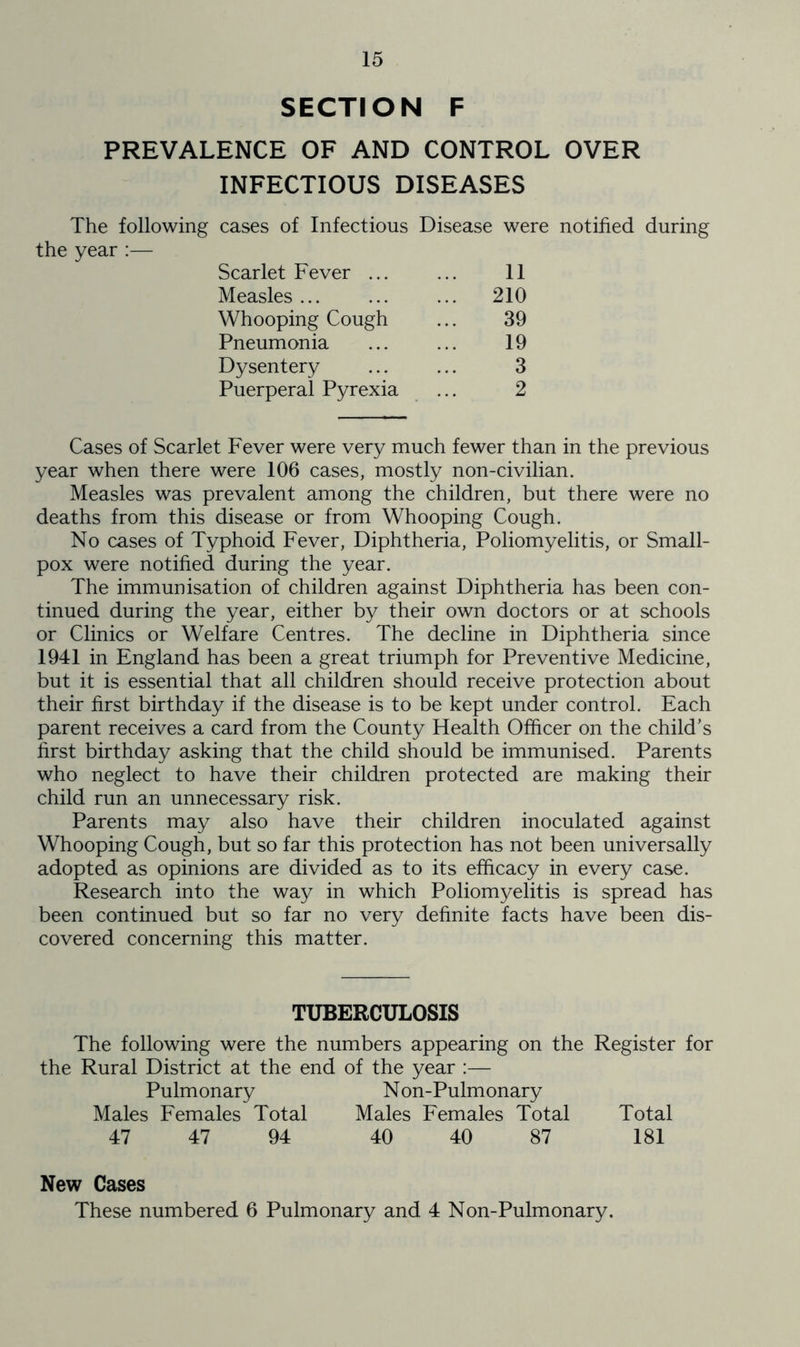 15
SECTION F
PREVALENCE OF AND CONTROL OVER
INFECTIOUS DISEASES
The following cases of Infectious Disease were notified during
the year :—
Scarlet Fever ... ... 11
Measles ... ... ... 210
Whooping Cough ... 39
Pneumonia ... ... 19
Dysentery ... ... 3
Puerperal Pyrexia ... 2
Cases of Scarlet Fever were very much fewer than in the previous
year when there were 106 cases, mostly non-civilian.
Measles was prevalent among the children, but there were no
deaths from this disease or from Whooping Cough.
No cases of Typhoid Fever, Diphtheria, Poliomyelitis, or Small-
pox were notified during the year.
The immunisation of children against Diphtheria has been con-
tinued during the year, either by their own doctors or at schools
or Clinics or Welfare Centres. The decline in Diphtheria since
1941 in England has been a great triumph for Preventive Medicine,
but it is essential that all children should receive protection about
their first birthday if the disease is to be kept under control. Each
parent receives a card from the County Health Officer on the child's
first birthday asking that the child should be immunised. Parents
who neglect to have their children protected are making their
child run an unnecessary risk.
Parents may also have their children inoculated against
Whooping Cough, but so far this protection has not been universally
adopted as opinions are divided as to its efficacy in every case.
Research into the way in which Poliomyelitis is spread has
been continued but so far no very definite facts have been dis-
covered concerning this matter.
TUBERCULOSIS
The following were the numbers appearing on the Register for
the Rural District at the end of the year :—
Pulmonary Non-Pulmonary
Males Females Total Males Females Total Total
47 47 94 40 40 87 181
New Cases
These numbered 6 Pulmonary and 4 Non-Pulmonary.